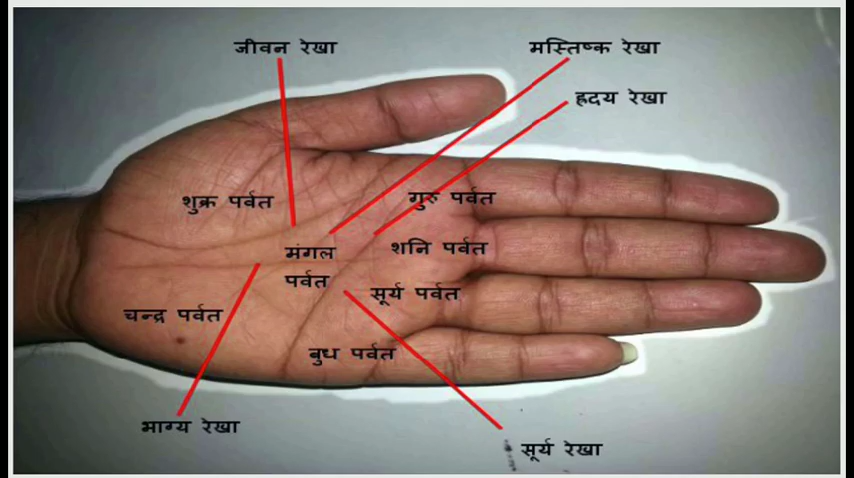 जीवन रेखा
मस्तिष्क रेखा
ह्रदय रेखा
शुक्र पर्वत
गुरु पर्वत
मंगल
पर्वत
शनि पर्वत
सूर्य पर्वत
चन्द्र पर्वत
बुध पर्वत
भाग्य रेखा
सूर्य रेखा